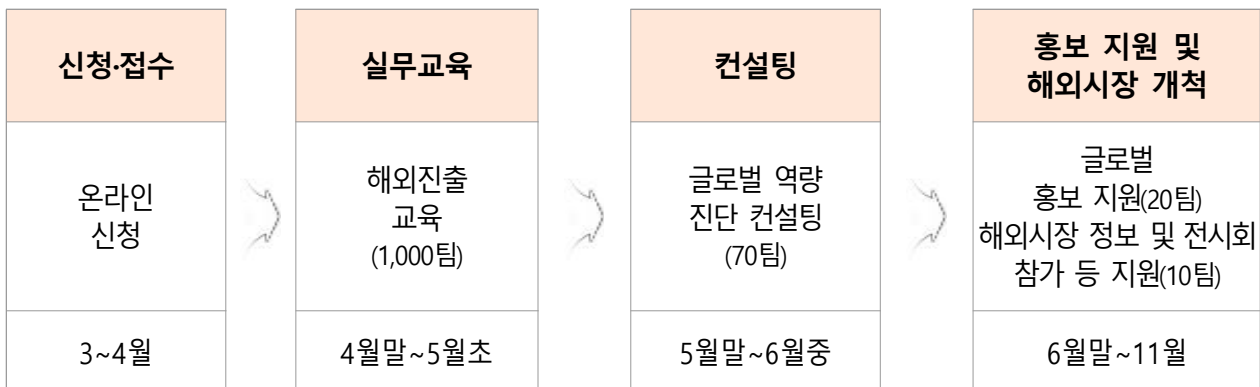 신청·접수
온라인
신청
3~4월
실무교육
해외진출
교육
(1,000팀)
4월말~5월초
컨설팅
글로벌 역량
진단 컨설팅
(70팀)
5월말~6월중
홍보 지원 및
해외시장 개척
글로벌
홍보 지원(20팀)
해외시장 정보 및 전시회
참가 등 지원(10팀)
6월말~11월